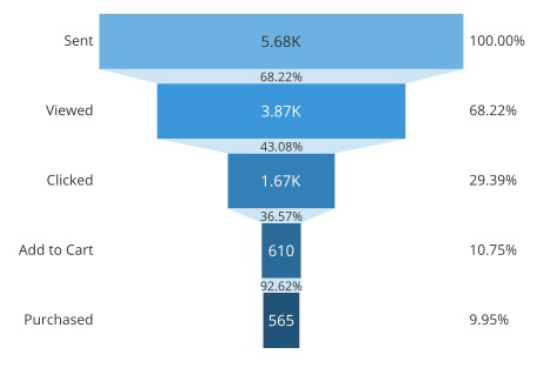 Sent 5.68K 100.00%
68.22%
Viewed 3.87K 68.22%
43.08%
Clicked 1.67K 29.39%
36.57%
Add to Cart 610 10.75%
92.62%
Purchased 565 9.95%